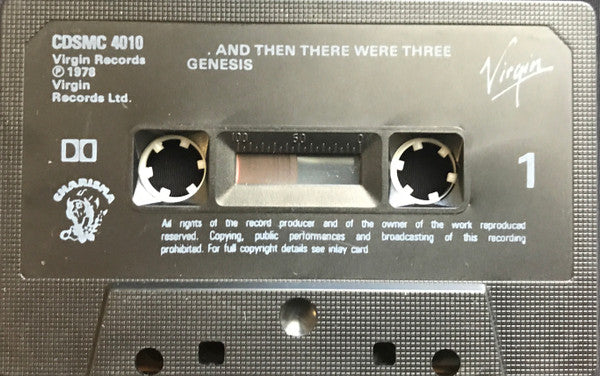 CDSMC 4010
Virgin Records
℗ 1978
Virgin
Records Ltd.
. AND THEN THERE WERE THREE
GENESIS
Virgin
100 50 0
1
CHARISMA
All rights of the record producer and of the owner of the work reproduced
reserved. Copying, public performances and broadcasting of this recording
prohibited. For full copyright details see inlay card